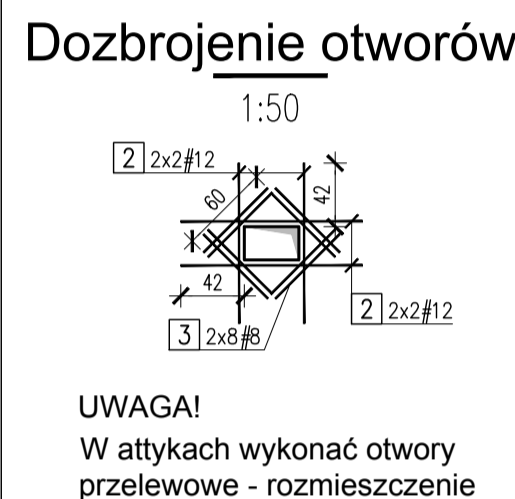 Dozbrojenie otworów
1:50
2 2x2#12
60
42
42
2 2x2#12
3 2x8#8
UWAGA!
W attykach wykonać otwory
przelewowe - rozmieszczenie